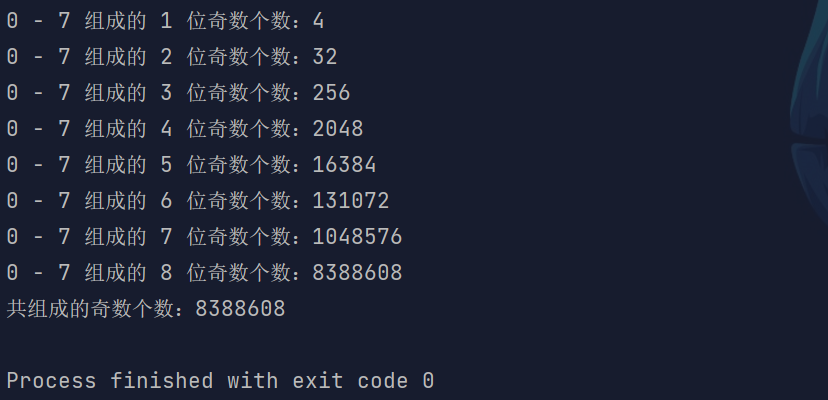 0 - 7 组成的 1 位奇数个数：4
0 - 7 组成的 2 位奇数个数：32
0 - 7 组成的 3 位奇数个数：256
0 - 7 组成的 4 位奇数个数：2048
0 - 7 组成的 5 位奇数个数：16384
0 - 7 组成的 6 位奇数个数：131072
0 - 7 组成的 7 位奇数个数：1048576
0 - 7 组成的 8 位奇数个数：8388608
共组成的奇数个数：8388608
Process finished with exit code 0